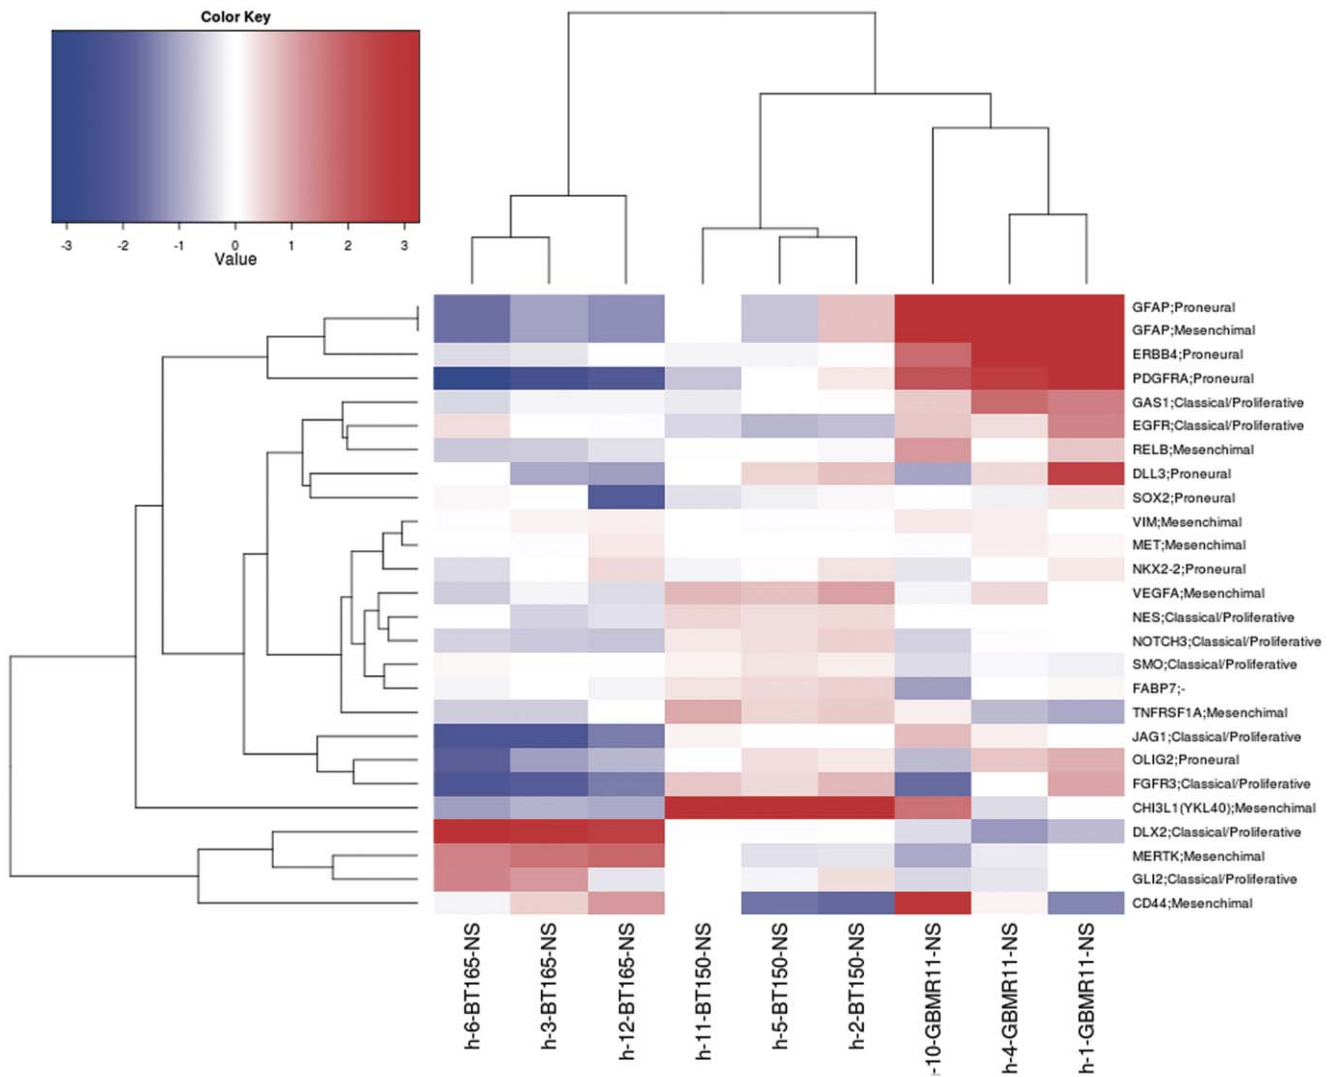 Color Key
-3 -2 -1 0 1 2 3
Value
GFAP;Proneural
GFAP;Mesenchimal
ERBB4;Proneural
PDGFRA;Proneural
GAS1;Classical/Proliferative
EGFR;Classical/Proliferative
RELB;Mesenchimal
DLL3;Proneural
SOX2;Proneural
VIM;Mesenchimal
MET;Mesenchimal
NKX2-2;Proneural
VEGFA;Mesenchimal
NES;Classical/Proliferative
NOTCH3;Classical/Proliferative
SMO;Classical/Proliferative
FABP7;-
TNFRSF1A;Mesenchimal
JAG1;Classical/Proliferative
OLIG2;Proneural
FGFR3;Classical/Proliferative
CHI3L1(YKL40);Mesenchimal
DLX2;Classical/Proliferative
MERTK;Mesenchimal
GLI2;Classical/Proliferative
CD44;Mesenchimal
h-6-BT165-NS
h-3-BT165-NS
h-12-BT165-NS
h-11-BT150-NS
h-5-BT150-NS
h-2-BT150-NS
-10-GBMR11-NS
h-4-GBMR11-NS
h-1-GBMR11-NS